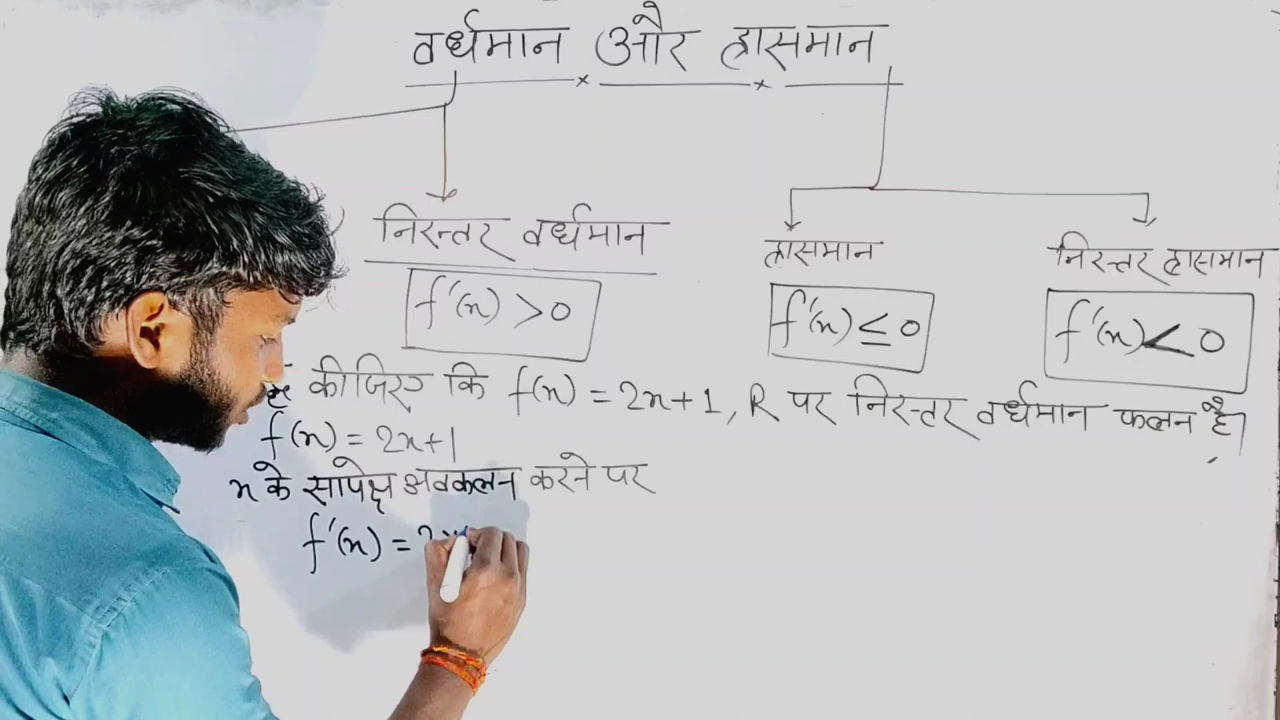 वर्धमान और ह्रासमान
निरन्तर वर्धमान
f'(x) > 0
ह्रासमान
f'(x) ≤ 0
निरन्तर ह्रासमान
f'(x) < 0
कीजिए कि f(x) = 2x+1, R पर निरन्तर वर्धमान फलन है।
f(x) = 2x+1
x के सापेक्ष अवकलन करने पर
f'(x) = 2